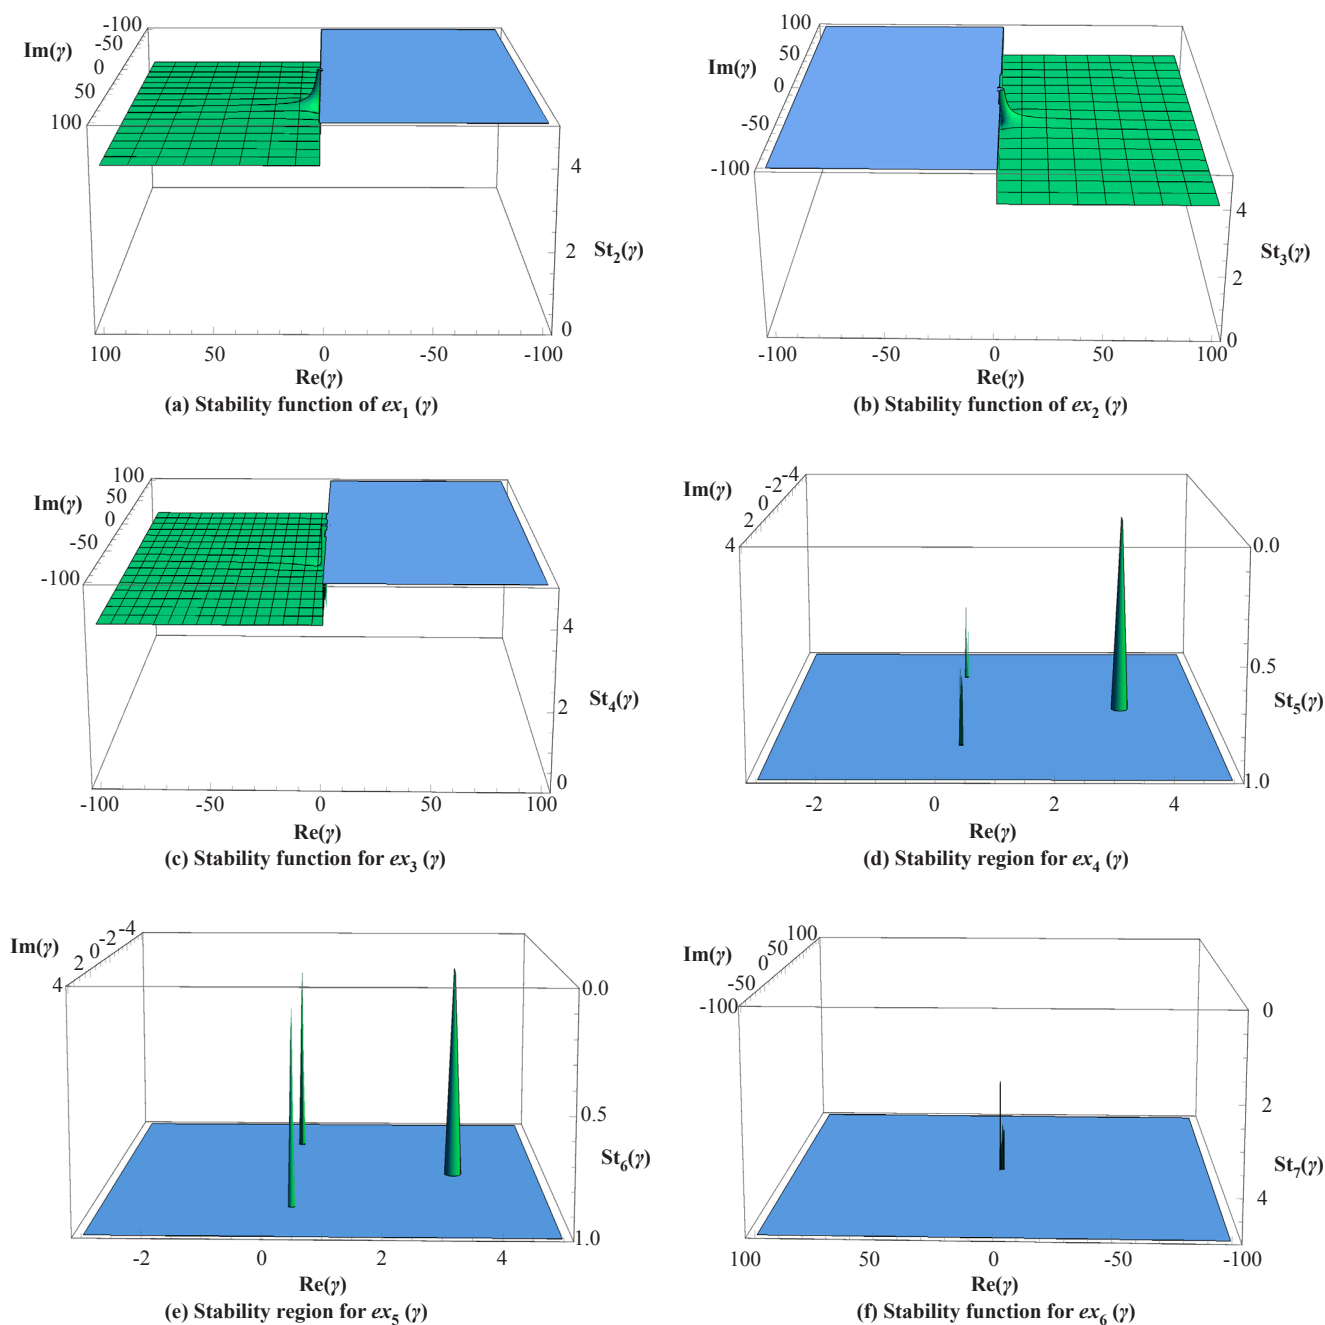 -100
-50
Im(γ)
0
50
100
4
2
St2(γ)
0
100 50 0 -50 -100
Re(γ)
(a) Stability function of ex1 (γ)
100
50
Im(γ)
0
-50
-100
4
St3(γ)
2
0
-100 -50 0 50 100
Re(γ)
(b) Stability function of ex2 (γ)
100
Im(γ)
50
0
-50
-100
4
2
St4(γ)
0
-100 -50 0 50 100
Re(γ)
(c) Stability function for ex3 (γ)
-4
Im(γ)
-2
0
2
4
0.0
0.5
St5(γ)
1.0
-2 0 2 4
Re(γ)
(d) Stability region for ex4 (γ)
-4
Im(γ)
-2
0
2
4
0.0
0.5
St6(γ)
1.0
-2 0 2 4
Re(γ)
(e) Stability region for ex5 (γ)
100
Im(γ)
50
0
-50
-100
0
2
St7(γ)
4
100 50 0 -50 -100
Re(γ)
(f) Stability function for ex6 (γ)